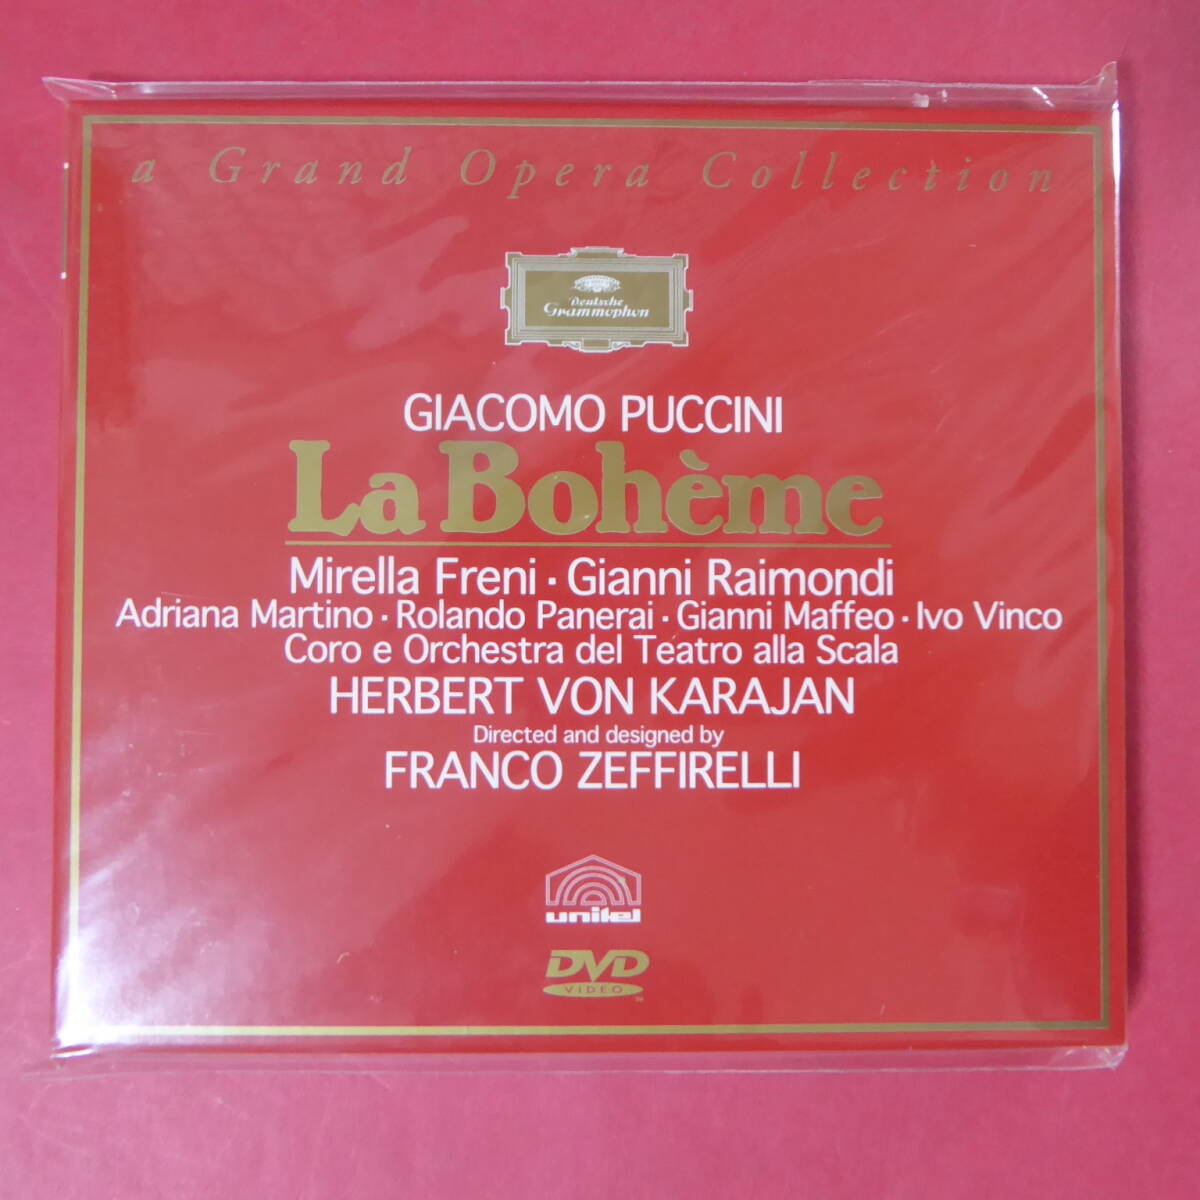 a Grand Opera Collection
Deutsche
Grammophon
GIACOMO PUCCINI
La Bohème
Mirella Freni · Gianni Raimondi
Adriana Martino · Rolando Panerai · Gianni Maffeo · Ivo Vinco
Coro e Orchestra del Teatro alla Scala
HERBERT VON KARAJAN
Directed and designed by
FRANCO ZEFFIRELLI
unitel
DVD
VIDEO
TM